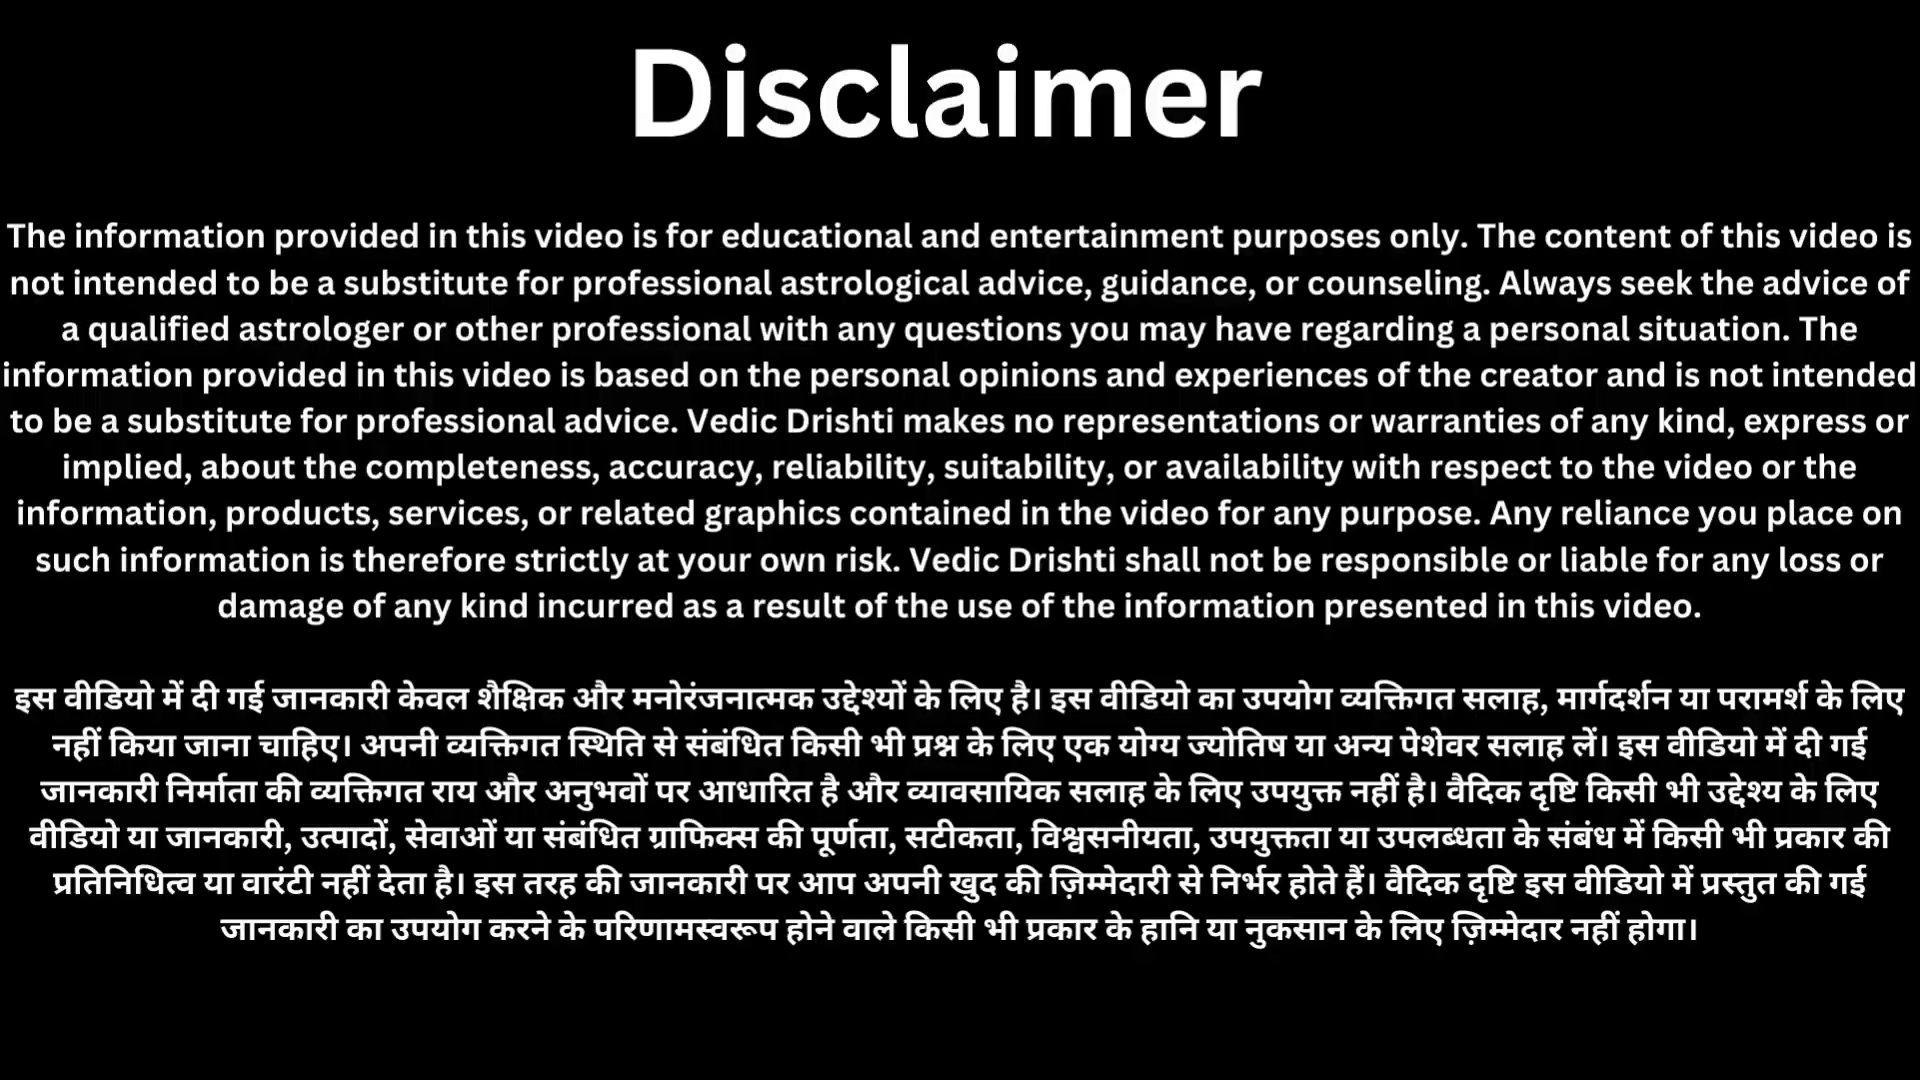 Disclaimer
The information provided in this video is for educational and entertainment purposes only. The content of this video is
not intended to be a substitute for professional astrological advice, guidance, or counseling. Always seek the advice of
a qualified astrologer or other professional with any questions you may have regarding a personal situation. The
information provided in this video is based on the personal opinions and experiences of the creator and is not intended
to be a substitute for professional advice. Vedic Drishti makes no representations or warranties of any kind, express or
implied, about the completeness, accuracy, reliability, suitability, or availability with respect to the video or the
information, products, services, or related graphics contained in the video for any purpose. Any reliance you place on
such information is therefore strictly at your own risk. Vedic Drishti shall not be responsible or liable for any loss or
damage of any kind incurred as a result of the use of the information presented in this video.
इस वीडियो में दी गई जानकारी केवल शैक्षिक और मनोरंजनात्मक उद्देश्यों के लिए है। इस वीडियो का उपयोग व्यक्तिगत सलाह, मार्गदर्शन या परामर्श के लिए
नहीं किया जाना चाहिए। अपनी व्यक्तिगत स्थिति से संबंधित किसी भी प्रश्न के लिए एक योग्य ज्योतिष या अन्य पेशेवर सलाह लें। इस वीडियो में दी गई
जानकारी निर्माता की व्यक्तिगत राय और अनुभवों पर आधारित है और व्यावसायिक सलाह के लिए उपयुक्त नहीं है। वैदिक दृष्टि किसी भी उद्देश्य के लिए
वीडियो या जानकारी, उत्पादों, सेवाओं या संबंधित ग्राफिक्स की पूर्णता, सटीकता, विश्वसनीयता, उपयुक्तता या उपलब्धता के संबंध में किसी भी प्रकार की
प्रतिनिधित्व या वारंटी नहीं देता है। इस तरह की जानकारी पर आप अपनी खुद की ज़िम्मेदारी से निर्भर होते हैं। वैदिक दृष्टि इस वीडियो में प्रस्तुत की गई
जानकारी का उपयोग करने के परिणामस्वरूप होने वाले किसी भी प्रकार के हानि या नुकसान के लिए ज़िम्मेदार नहीं होगा।